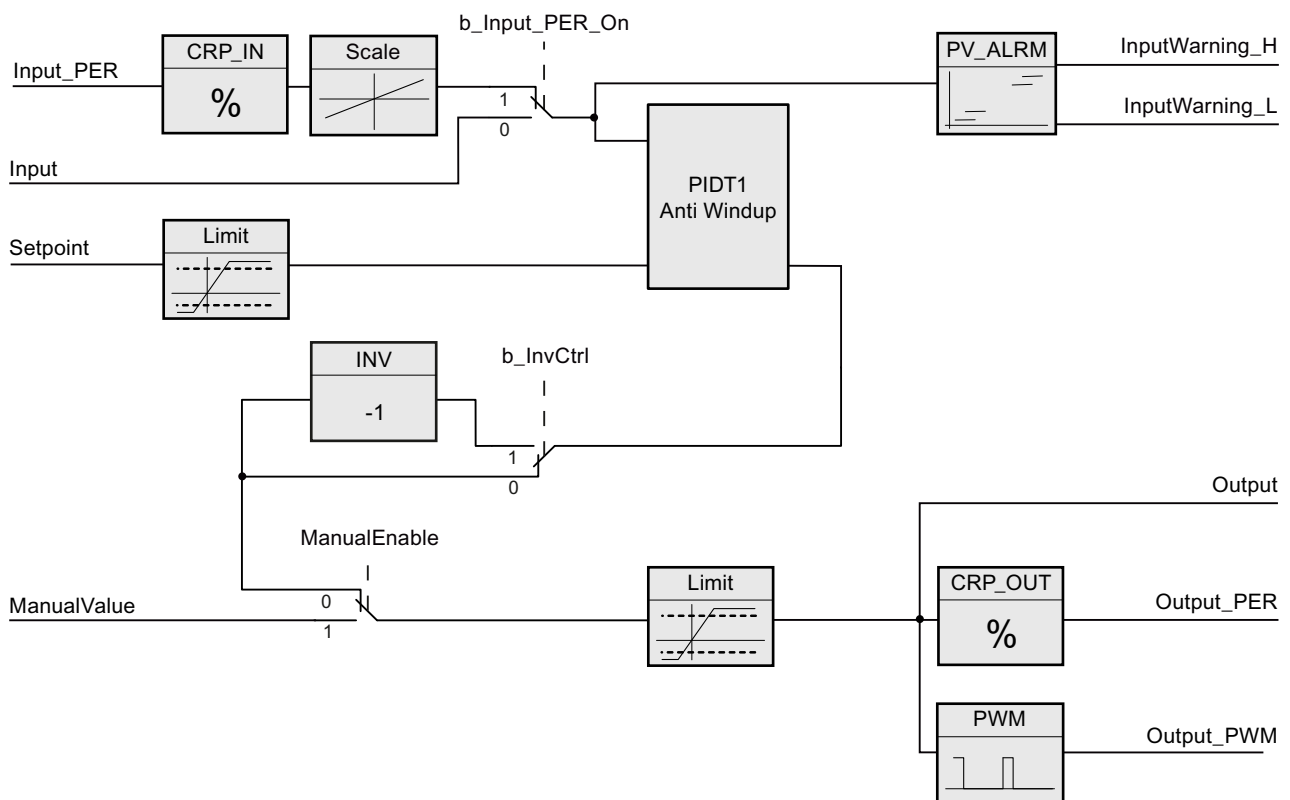 b_Input_PER_On
CRP_IN
Scale
PV_ALRM
InputWarning_H
Input_PER
%
1
0
InputWarning_L
Input
PIDT1
Anti Windup
Setpoint
Limit
INV
-1
b_InvCtrl
1
0
Output
ManualEnable
ManualValue
0
1
Limit
CRP_OUT
%
Output_PER
PWM
Output_PWM